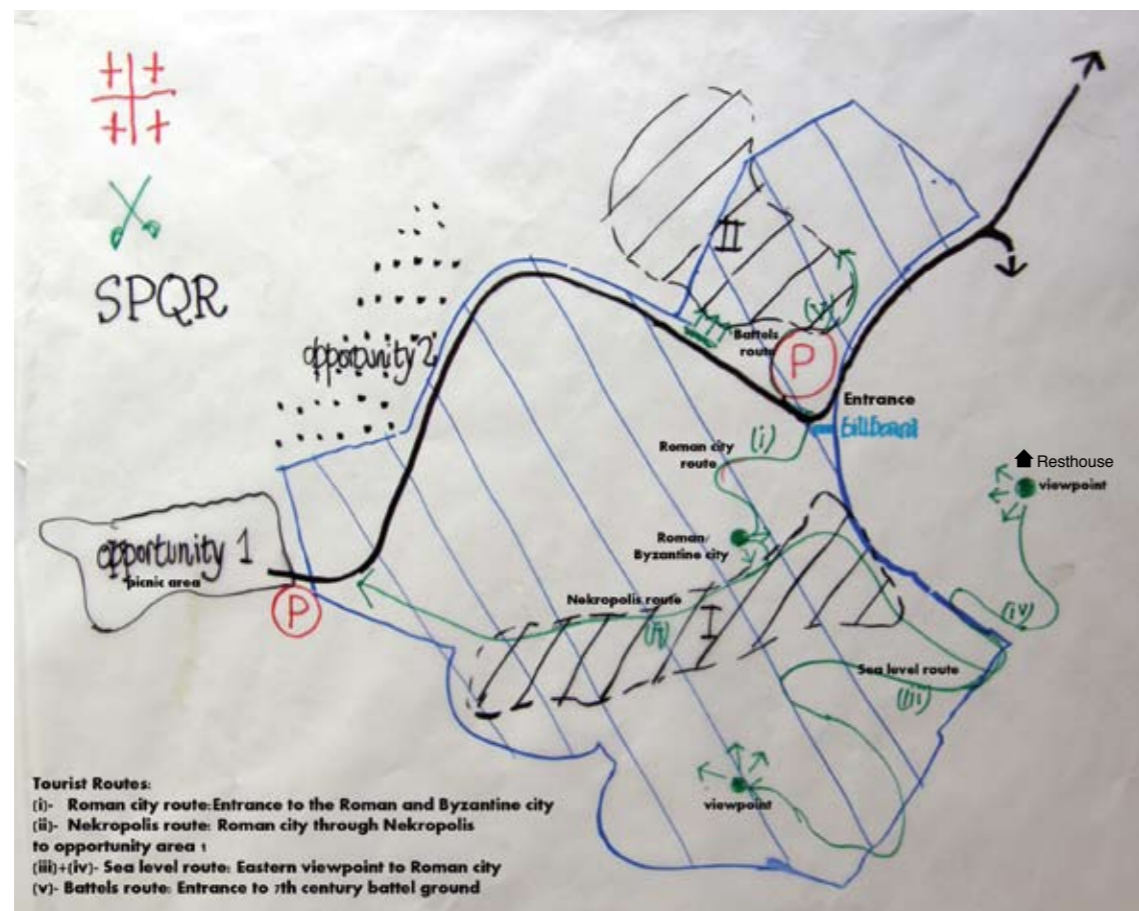 SPQR
opportunity 2
II
(v)
Battels
route
P
Entrance
billboard
(i)
Roman city
route
Resthouse
viewpoint
opportunity 1
picnic area
Roman/
Byzantine city
P
Nekropolis route
(ii)
I
(iv)
Sea level route
(iii)
viewpoint
Tourist Routes:
(i)- Roman city route:Entrance to the Roman and Byzantine city
(ii)- Nekropolis route: Roman city through Nekropolis
to opportunity area 1
(iii)+(iv)- Sea level route: Eastern viewpoint to Roman city
(v)- Battels route: Entrance to 7th century battel ground